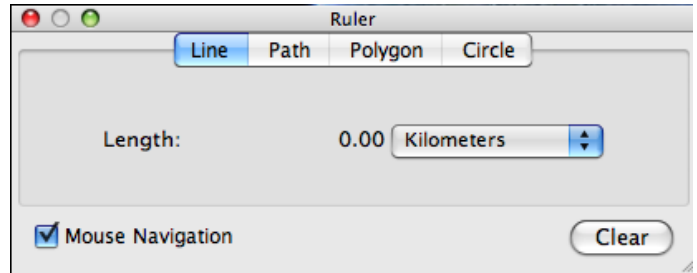 Ruler
Line Path Polygon Circle
Length: 0.00 Kilometers
Mouse Navigation Clear